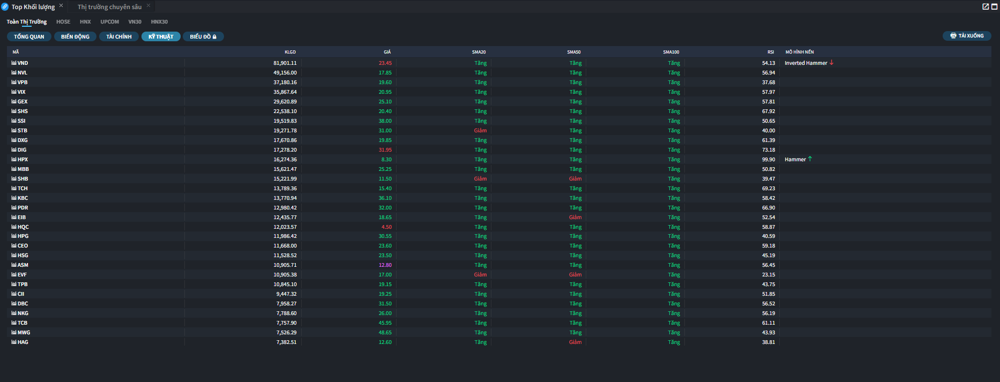 Top Khối lượng × Thị trường chuyên sâu ×
Toàn Thị Trường HOSE HNX UPCOM VN30 HNX30
TỔNG QUAN BIẾN ĐỘNG TÀI CHÍNH KỸ THUẬT BIỂU ĐỒ TẢI XUỐNG
MÃ KLGD GIÁ SMA20 SMA50 SMA100 RSI MÔ HÌNH NẾN
VND 81,901.11 23.45 Tăng Tăng Tăng 54.13 Inverted Hammer ↓
NVL 49,156.00 17.85 Tăng Tăng Tăng 56.94
VPB 37,180.16 19.60 Tăng Tăng Tăng 37.68
VIX 35,867.64 20.95 Tăng Tăng Tăng 57.97
GEX 29,620.89 25.10 Tăng Tăng Tăng 57.81
SHS 22,538.10 20.40 Tăng Tăng Tăng 67.92
SSI 19,519.83 38.00 Tăng Tăng Tăng 50.65
STB 19,271.78 31.00 Giảm Tăng Tăng 40.00
DXG 17,670.86 19.85 Tăng Tăng Tăng 61.39
DIG 17,278.20 31.95 Tăng Tăng Tăng 73.18
HPX 16,274.36 8.30 Tăng Tăng Tăng 99.90 Hammer ↑
MBB 15,621.47 25.25 Tăng Tăng Tăng 50.82
SHB 15,221.99 11.50 Giảm Giảm Tăng 39.47
TCH 13,789.36 15.40 Tăng Tăng Tăng 69.23
KBC 13,770.94 36.10 Tăng Tăng Tăng 58.42
PDR 12,980.42 32.00 Tăng Tăng Tăng 66.90
EIB 12,435.77 18.65 Tăng Giảm Tăng 52.54
HQC 12,023.57 4.50 Tăng Tăng Tăng 58.87
HPG 11,986.42 30.55 Tăng Tăng Tăng 40.59
CEO 11,668.00 23.60 Tăng Tăng Tăng 59.18
HSG 11,528.52 23.50 Tăng Tăng Tăng 45.19
ASM 10,905.71 12.80 Tăng Tăng Tăng 56.45
EVF 10,905.38 17.00 Giảm Giảm Tăng 23.15
TPB 10,845.10 19.15 Tăng Tăng Tăng 43.75
CII 9,447.32 19.25 Tăng Tăng Tăng 51.85
DBC 7,958.27 31.50 Tăng Tăng Tăng 56.52
NKG 7,788.60 26.00 Tăng Tăng Tăng 56.19
TCB 7,757.90 45.95 Tăng Tăng Tăng 61.11
MWG 7,526.29 48.65 Tăng Tăng Tăng 43.93
HAG 7,382.51 12.60 Tăng Giảm Tăng 38.81